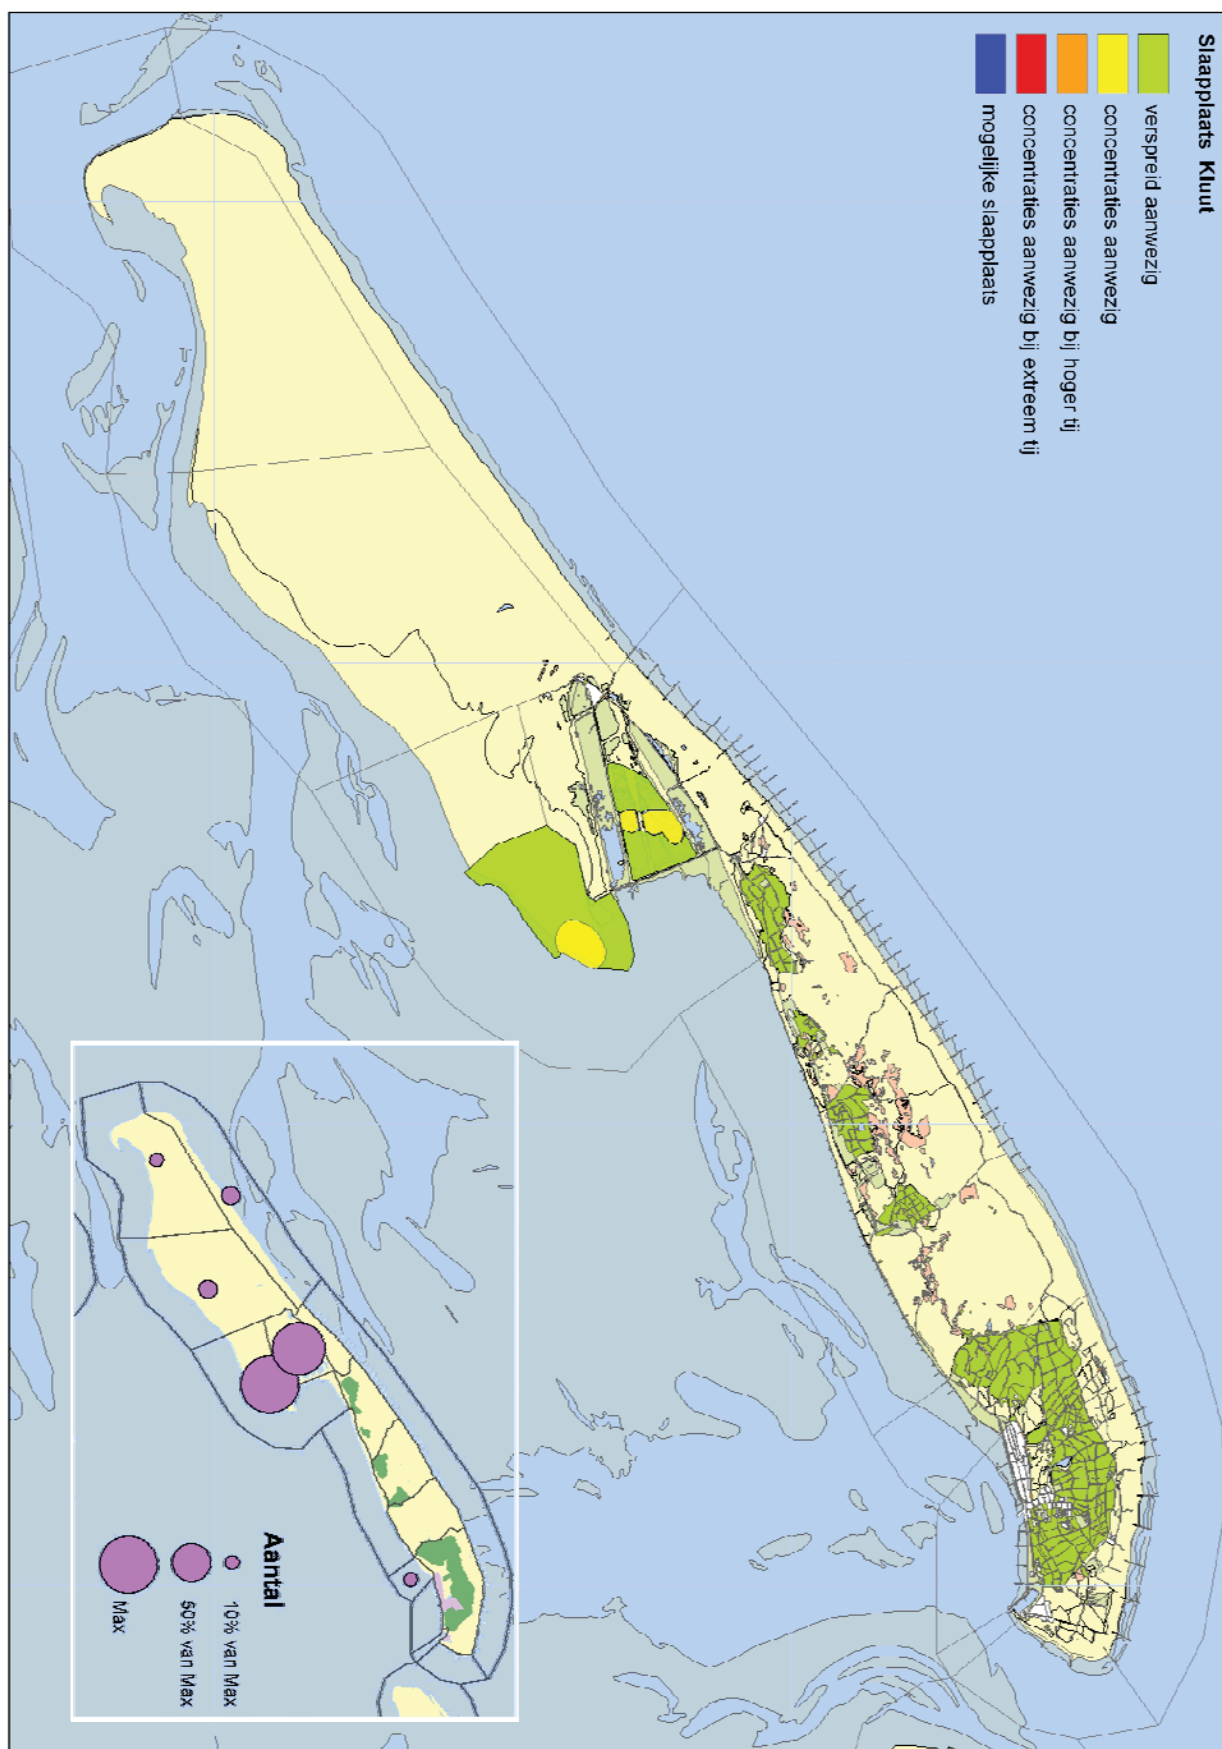 Slaapplaats Kluut
verspreid aanwezig
concentraties aanwezig
concentraties aanwezig bij hoger tij
concentraties aanwezig bij extreem tij
mogelijke slaapplaats
Aantal
10% van Max
50% van Max
Max